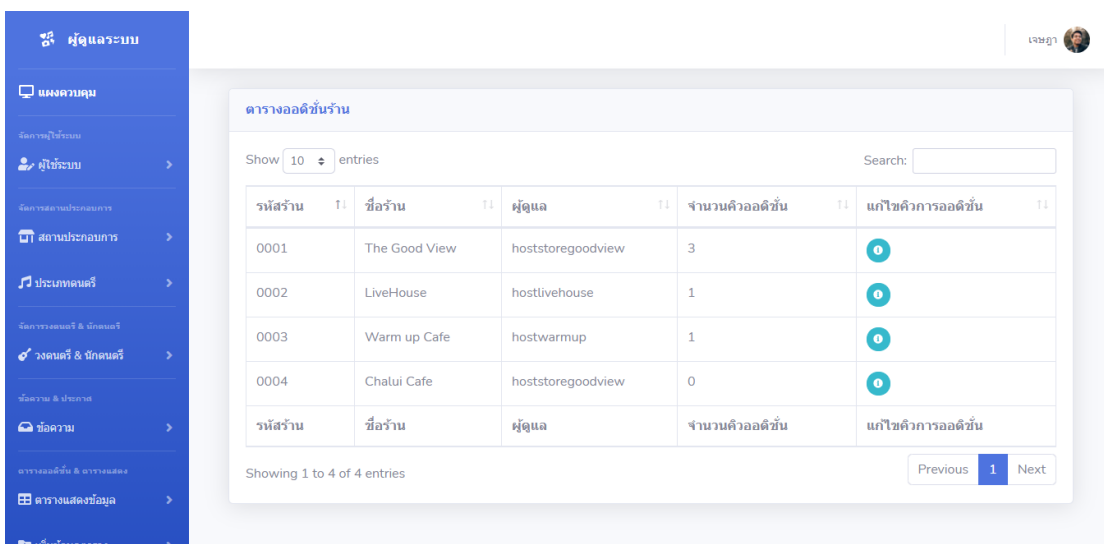 ผู้ดูแลระบบ
เจษฎา
แผงควบคุม
จัดการผู้ใช้ระบบ
ผู้ใช้ระบบ
จัดการสถานประกอบการ
สถานประกอบการ
ประเภทดนตรี
จัดการวงดนตรี & นักดนตรี
วงดนตรี & นักดนตรี
ข้อความ & ประกาศ
ข้อความ
ตารางออดิชั่น & ตารางแสดง
ตารางแสดงข้อมูล
ตารางออดิชั่นร้าน
Show 10 entries
Search:
รหัสร้าน ชื่อร้าน ผู้ดูแล จำนวนคิวออดิชั่น แก้ไขคิวการออดิชั่น
0001 The Good View hoststoregoodview 3
0002 LiveHouse hostlivehouse 1
0003 Warm up Cafe hostwarmup 1
0004 Chalui Cafe hoststoregoodview 0
รหัสร้าน ชื่อร้าน ผู้ดูแล จำนวนคิวออดิชั่น แก้ไขคิวการออดิชั่น
Showing 1 to 4 of 4 entries
Previous 1 Next